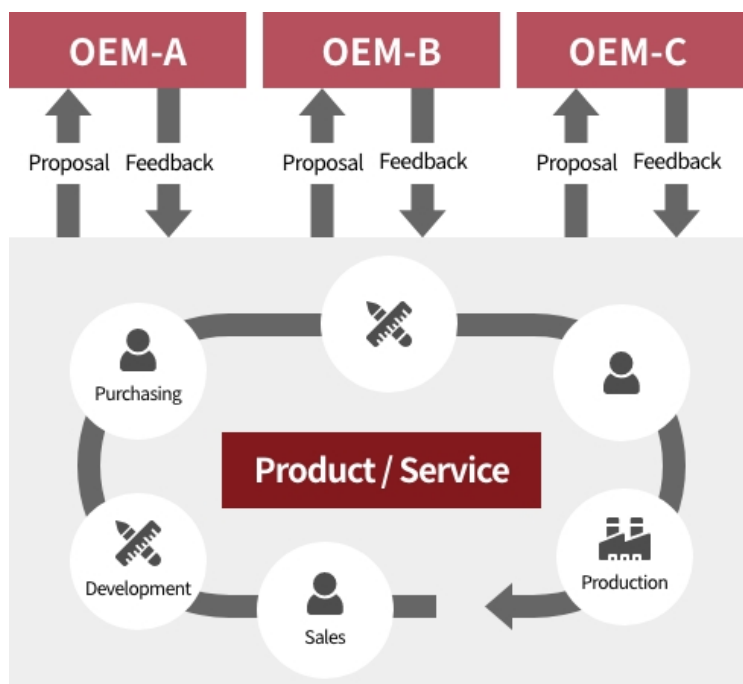 OEM-A
OEM-B
OEM-C
Proposal
Feedback
Proposal
Feedback
Proposal
Feedback
Purchasing
Product / Service
Development
Production
Sales